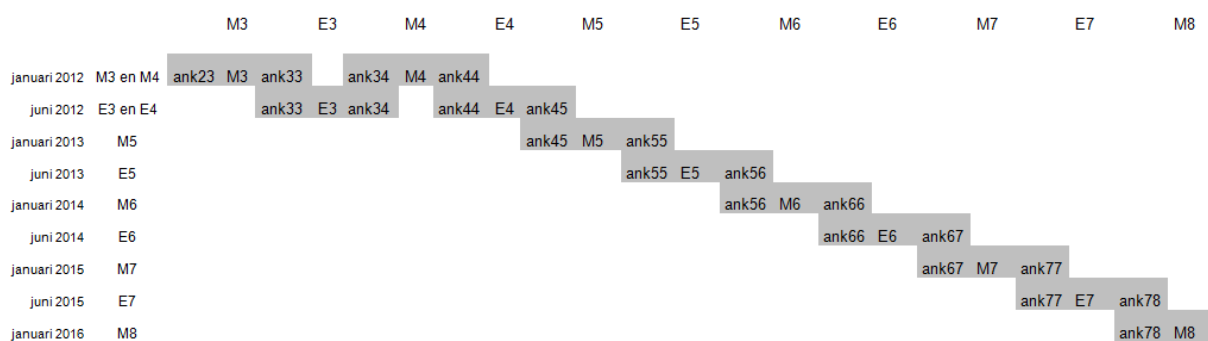 M3 E3 M4 E4 M5 E5 M6 E6 M7 E7 M8
januari 2012 M3 en M4 ank23 M3 ank33 ank34 M4 ank44
juni 2012 E3 en E4 ank33 E3 ank34 ank44 E4 ank45
januari 2013 M5 ank45 M5 ank55
juni 2013 E5 ank55 E5 ank56
januari 2014 M6 ank56 M6 ank66
juni 2014 E6 ank66 E6 ank67
januari 2015 M7 ank67 M7 ank77
juni 2015 E7 ank77 E7 ank78
januari 2016 M8 ank78 M8